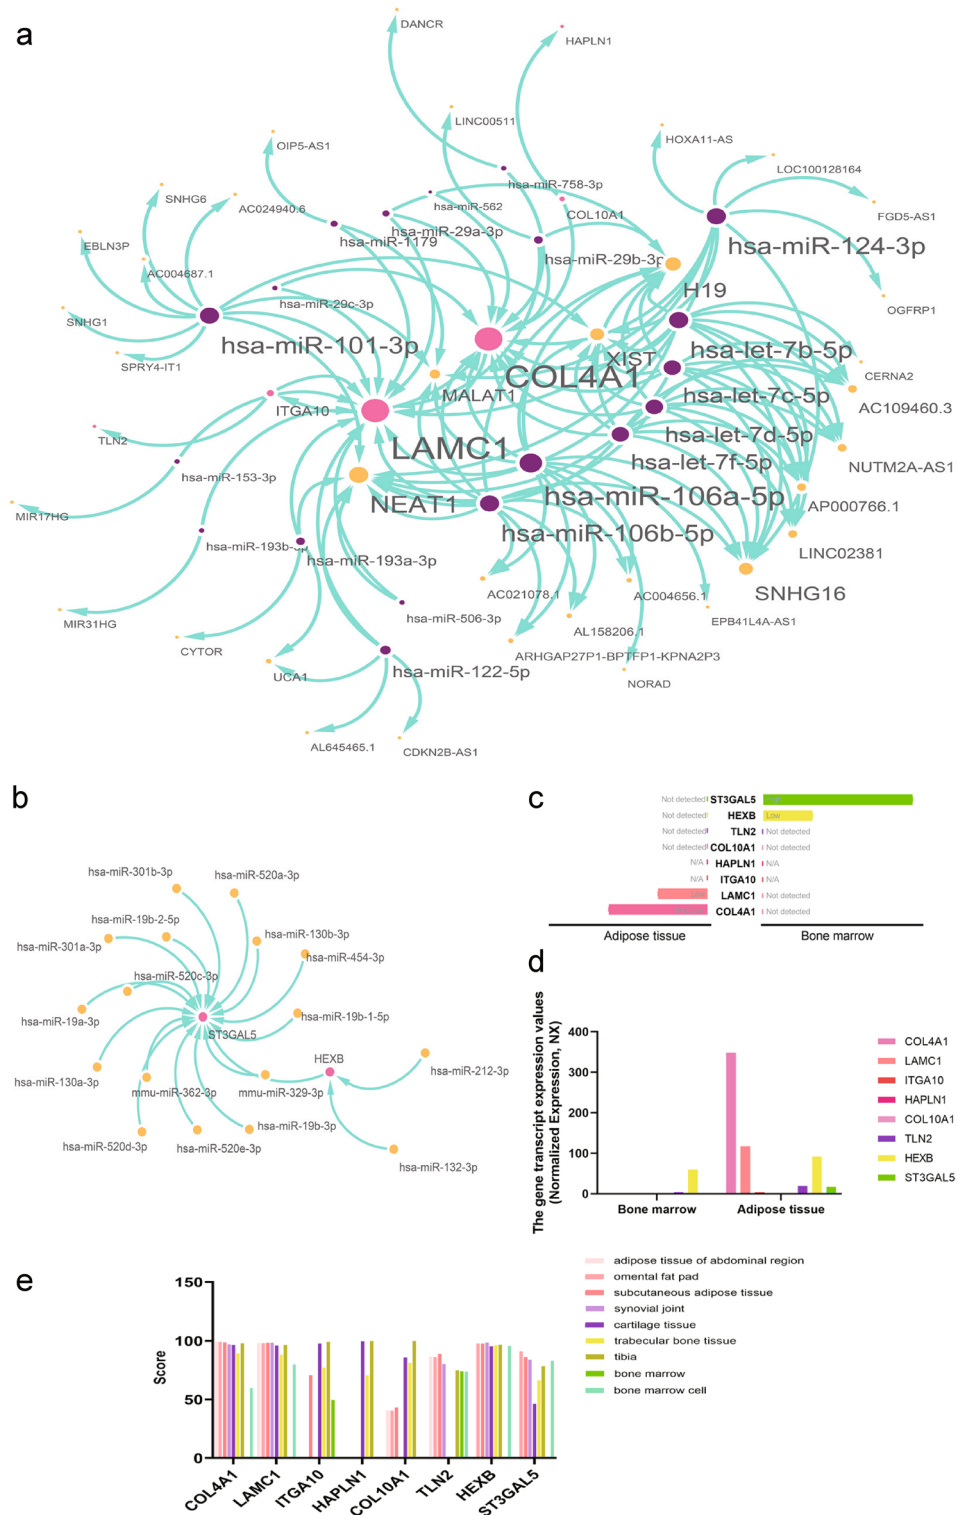 a
DANCR
HAPLN1
LINC00511
HOXA11-AS
OIP5-AS1
LOC100128164
hsa-miR-758-3p
SNHG6
hsa-miR-562
AC024940.6
COL10A1
FGD5-AS1
hsa-miR-29a-3p
hsa-miR-1179
EBLN3P
hsa-miR-124-3p
hsa-miR-29b-3p
AC004687.1
H19
hsa-miR-29c-3p
OGFRP1
SNHG1
hsa-miR-101-3p
hsa-let-7b-5p
XIST
SPRY4-IT1
COL4A1
CERNA2
MALAT1
hsa-let-7c-5p
AC109460.3
ITGA10
hsa-let-7d-5p
TLN2
LAMC1
hsa-let-7f-5p
NUTM2A-AS1
hsa-miR-153-3p
hsa-miR-106a-5p
NEAT1
AP000766.1
MIR17HG
hsa-miR-106b-5p
hsa-miR-193b-3p
LINC02381
hsa-miR-193a-3p
AC021078.1
AC004656.1
SNHG16
hsa-miR-506-3p
EPB41L4A-AS1
MIR31HG
AL158206.1
CYTOR
ARHGAP27P1-BPTFP1-KPNA2P3
UCA1
hsa-miR-122-5p
NORAD
AL645465.1
CDKN2B-AS1
b
hsa-miR-301b-3p
hsa-miR-520a-3p
hsa-miR-19b-2-5p
hsa-miR-130b-3p
hsa-miR-301a-3p
hsa-miR-454-3p
hsa-miR-520c-3p
hsa-miR-19a-3p
hsa-miR-19b-1-5p
ST3GAL5
HEXB
hsa-miR-212-3p
hsa-miR-130a-3p
mmu-miR-362-3p
mmu-miR-329-3p
hsa-miR-19b-3p
hsa-miR-520d-3p
hsa-miR-520e-3p
hsa-miR-132-3p
c
Not detected ST3GAL5
Not detected HEXB Low
Not detected TLN2 Not detected
Not detected COL10A1 Not detected
N/A HAPLN1 N/A
N/A ITGA10 N/A
LAMC1 Not detected
COL4A1 Not detected
Adipose tissue Bone marrow
d
The gene transcript expression values
(Normalized Expression, NX)
400
300
200
100
0
Bone marrow Adipose tissue
COL4A1
LAMC1
ITGA10
HAPLN1
COL10A1
TLN2
HEXB
ST3GAL5
e
Score
150
100
50
0
COL4A1
LAMC1
ITGA10
HAPLN1
COL10A1
TLN2
HEXB
ST3GAL5
adipose tissue of abdominal region
omental fat pad
subcutaneous adipose tissue
synovial joint
cartilage tissue
trabecular bone tissue
tibia
bone marrow
bone marrow cell